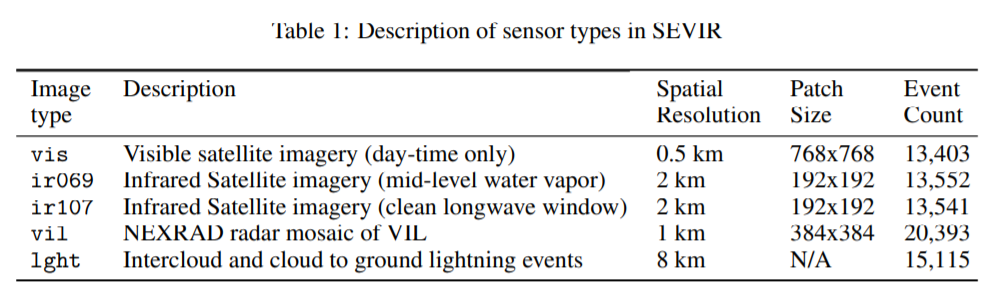 Table 1: Description of sensor types in SEVIR
Image type Description Spatial Resolution Patch Size Event Count
vis Visible satellite imagery (day-time only) 0.5 km 768x768 13,403
ir069 Infrared Satellite imagery (mid-level water vapor) 2 km 192x192 13,552
ir107 Infrared Satellite imagery (clean longwave window) 2 km 192x192 13,541
vil NEXRAD radar mosaic of VIL 1 km 384x384 20,393
lght Intercloud and cloud to ground lightning events 8 km N/A 15,115